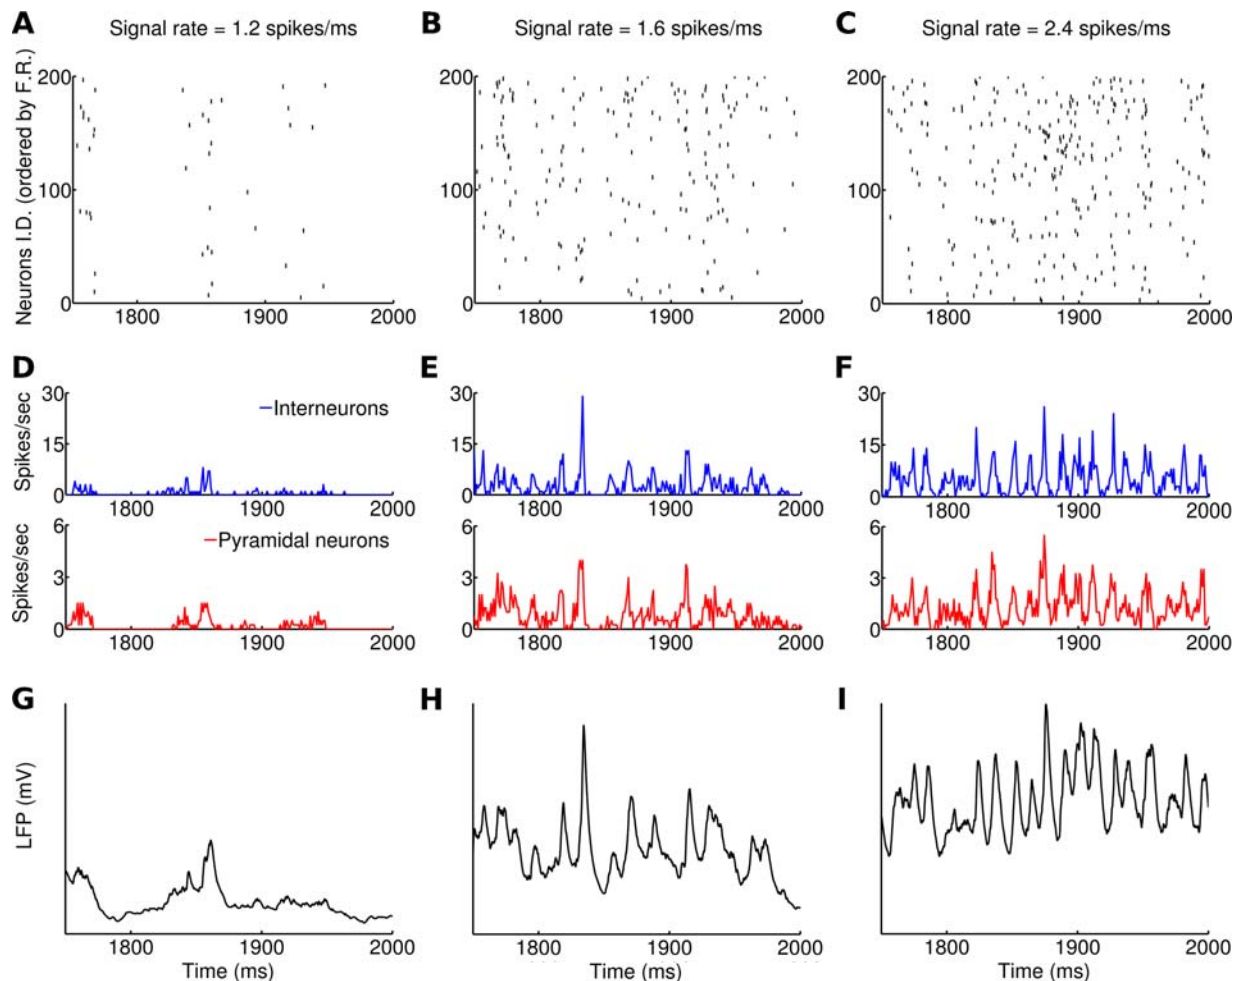 A Signal rate = 1.2 spikes/ms
B Signal rate = 1.6 spikes/ms
C Signal rate = 2.4 spikes/ms
Neurons I.D. (ordered by F.R.)
200
100
0
1800 1900 2000
200
100
0
1800 1900 2000
200
100
0
1800 1900 2000
D
Spikes/sec
30
15
0
Interneurons
1800 1900 2000
E
30
15
0
1800 1900 2000
F
30
15
0
1800 1900 2000
Spikes/sec
6
3
0
Pyramidal neurons
1800 1900 2000
6
3
0
1800 1900 2000
6
3
0
1800 1900 2000
G
LFP (mV)
1800 1900 2000
Time (ms)
H
1800 1900 2000
Time (ms)
I
1800 1900 2000
Time (ms)